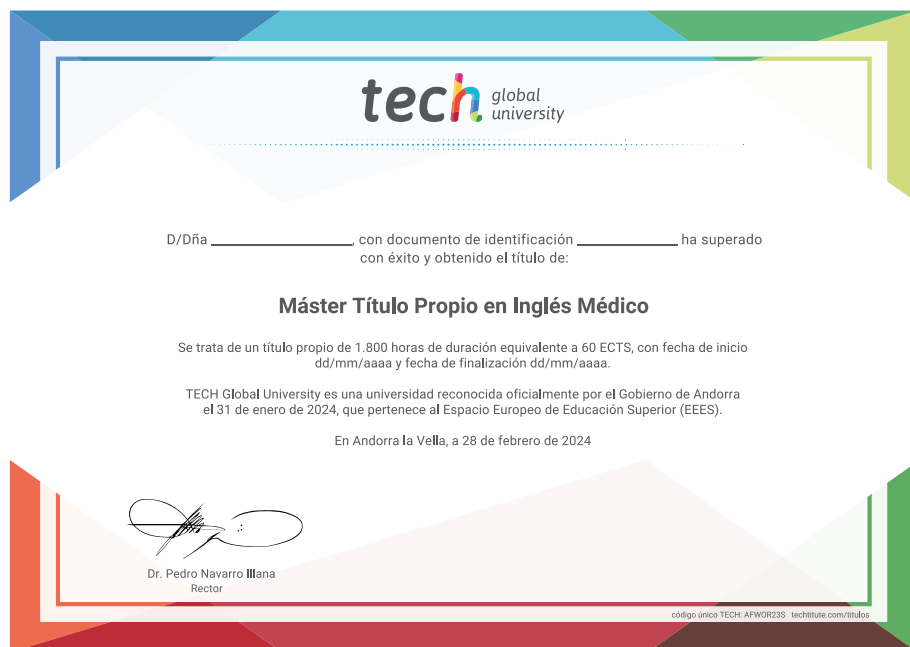 tech global
university
D/Dña ______________, con documento de identificación __________ ha superado
con éxito y obtenido el título de:
Máster Título Propio en Inglés Médico
Se trata de un título propio de 1.800 horas de duración equivalente a 60 ECTS, con fecha de inicio
dd/mm/aaaa y fecha de finalización dd/mm/aaaa.
TECH Global University es una universidad reconocida oficialmente por el Gobierno de Andorra
el 31 de enero de 2024, que pertenece al Espacio Europeo de Educación Superior (EEES).
En Andorra la Vella, a 28 de febrero de 2024
Dr. Pedro Navarro Illana
Rector
código único TECH: AFWOR23S techtitute.com/titulos